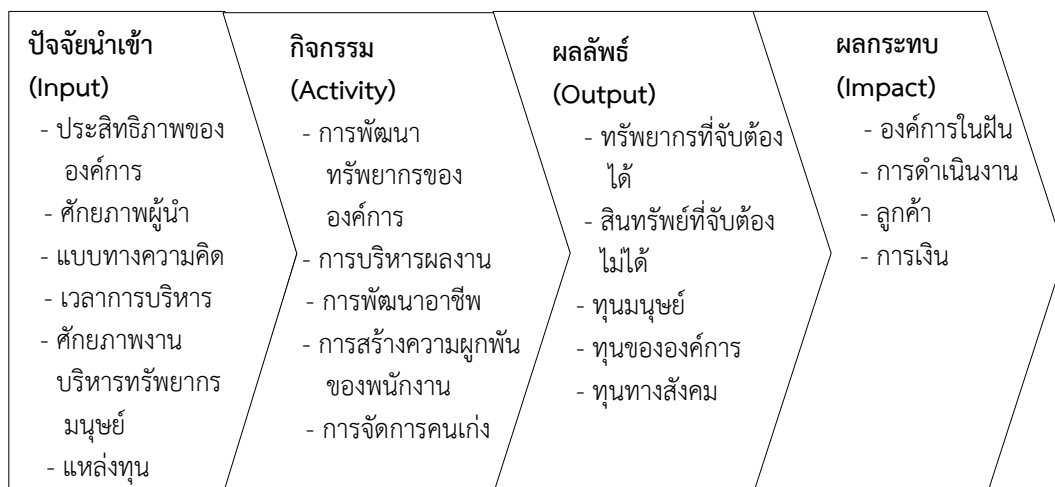 ปัจจัยนำเข้า
(Input)
- ประสิทธิภาพของ
องค์การ
- ศักยภาพผู้นำ
- แบบทางความคิด
- เวลาการบริหาร
- ศักยภาพงาน
บริหารทรัพยากร
มนุษย์
- แหล่งทุน
กิจกรรม
(Activity)
- การพัฒนา
ทรัพยากรของ
องค์การ
- การบริหารผลงาน
- การพัฒนาอาชีพ
- การสร้างความผูกพัน
ของพนักงาน
- การจัดการคนเก่ง
ผลลัพธ์
(Output)
- ทรัพยากรที่จับต้อง
ได้
- สินทรัพย์ที่จับต้อง
ไม่ได้
- ทุนมนุษย์
- ทุนขององค์การ
- ทุนทางสังคม
ผลกระทบ
(Impact)
- องค์การในฝัน
- การดำเนินงาน
- ลูกค้า
- การเงิน